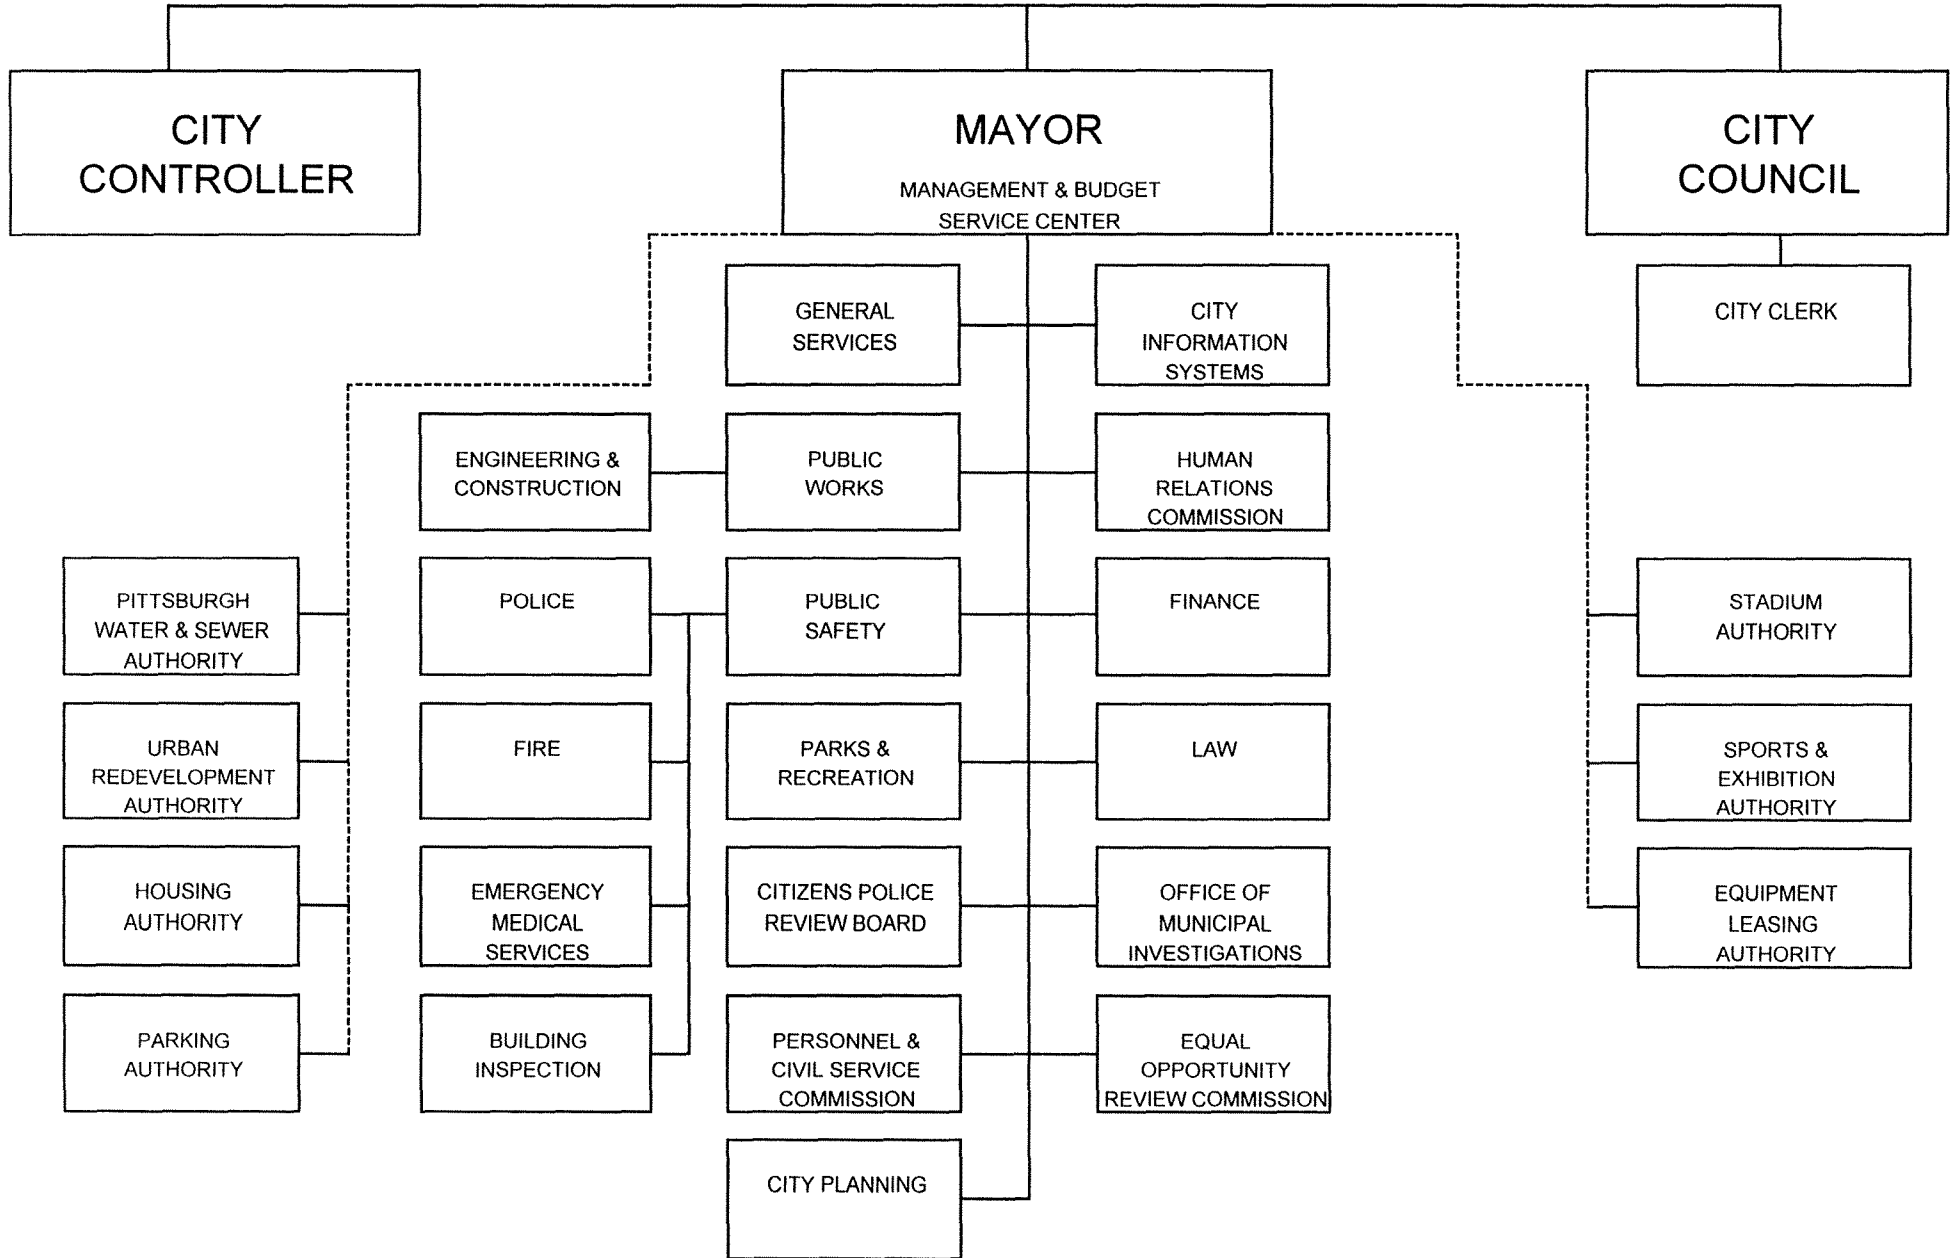 CITY
CONTROLLER
MAYOR
MANAGEMENT & BUDGET
SERVICE CENTER
CITY
COUNCIL
GENERAL
SERVICES
CITY
INFORMATION
SYSTEMS
CITY CLERK
ENGINEERING &
CONSTRUCTION
PUBLIC
WORKS
HUMAN
RELATIONS
COMMISSION
PITTSBURGH
WATER & SEWER
AUTHORITY
POLICE
PUBLIC
SAFETY
FINANCE
STADIUM
AUTHORITY
URBAN
REDEVELOPMENT
AUTHORITY
FIRE
PARKS &
RECREATION
LAW
SPORTS &
EXHIBITION
AUTHORITY
HOUSING
AUTHORITY
EMERGENCY
MEDICAL
SERVICES
CITIZENS POLICE
REVIEW BOARD
OFFICE OF
MUNICIPAL
INVESTIGATIONS
EQUIPMENT
LEASING
AUTHORITY
PARKING
AUTHORITY
BUILDING
INSPECTION
PERSONNEL &
CIVIL SERVICE
COMMISSION
EQUAL
OPPORTUNITY
REVIEW COMMISSION
CITY PLANNING